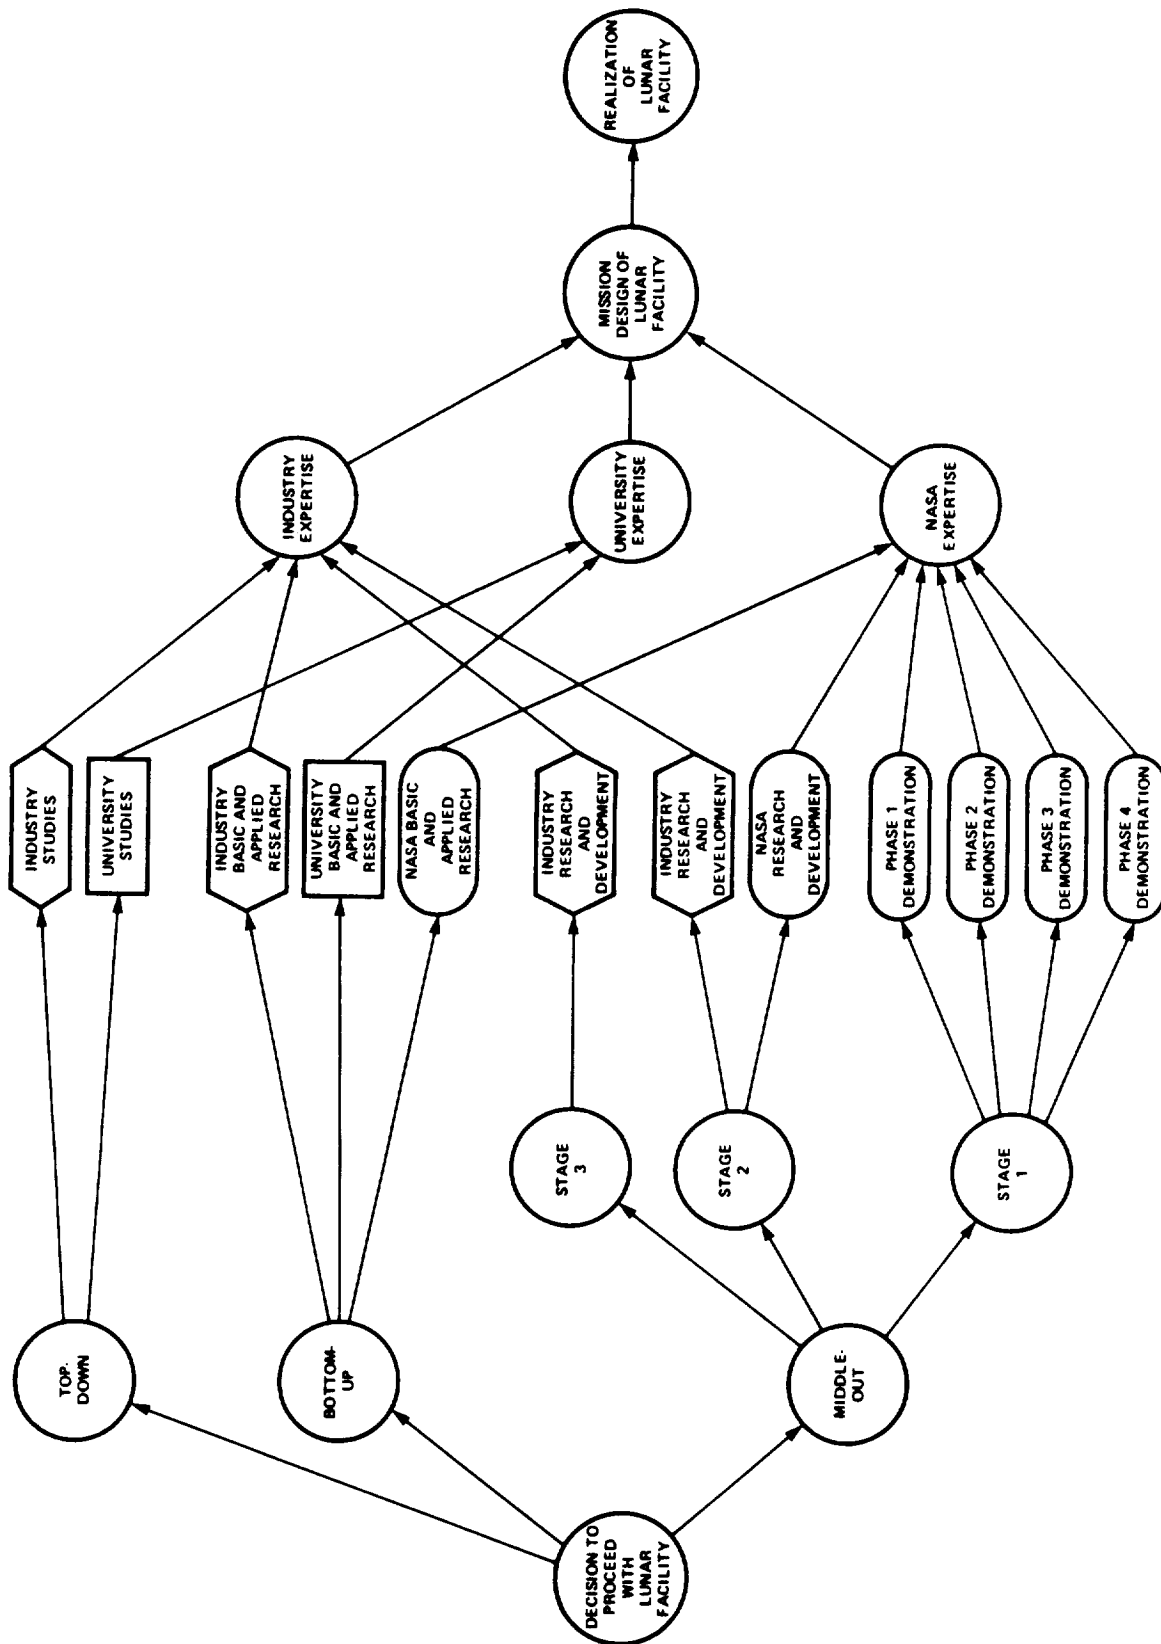 DECISION TO
PROCEED
WITH
LUNAR
FACILITY
TOP-
DOWN
BOTTOM-
UP
MIDDLE-
OUT
STAGE
3
STAGE
2
STAGE
1
INDUSTRY
STUDIES
UNIVERSITY
STUDIES
INDUSTRY
BASIC AND
APPLIED
RESEARCH
UNIVERSITY
BASIC AND
APPLIED
RESEARCH
NASA BASIC
AND
APPLIED
RESEARCH
INDUSTRY
RESEARCH
AND
DEVELOPMENT
INDUSTRY
RESEARCH
AND
DEVELOPMENT
NASA
RESEARCH
AND
DEVELOPMENT
PHASE 1
DEMONSTRATION
PHASE 2
DEMONSTRATION
PHASE 3
DEMONSTRATION
PHASE 4
DEMONSTRATION
INDUSTRY
EXPERTISE
UNIVERSITY
EXPERTISE
NASA
EXPERTISE
MISSION
DESIGN OF
LUNAR
FACILITY
REALIZATION
OF
LUNAR
FACILITY